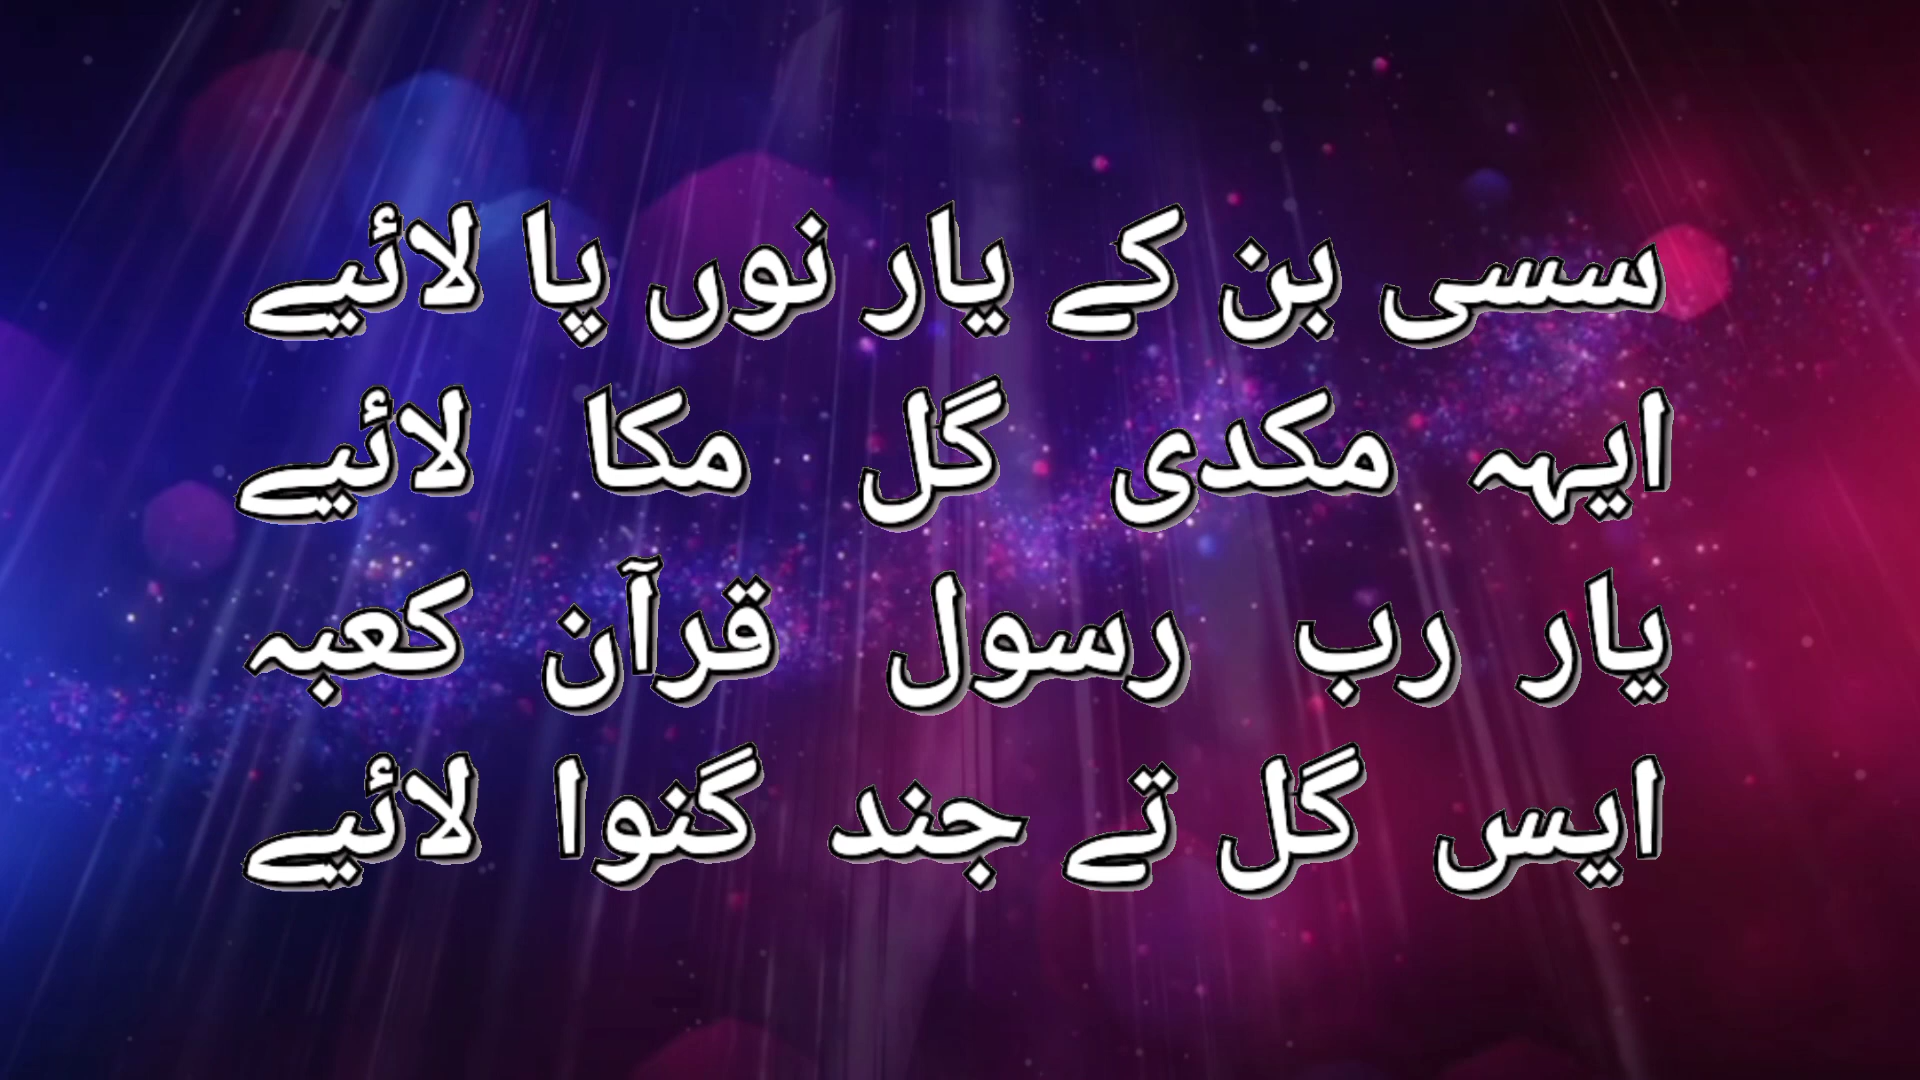 سسی بن کے یار نوں پا لائیے
ایہہ مکدی گل مکا لائیے
یار رب رسول قرآن کعبہ
ایس گل تے جند گنوا لائیے